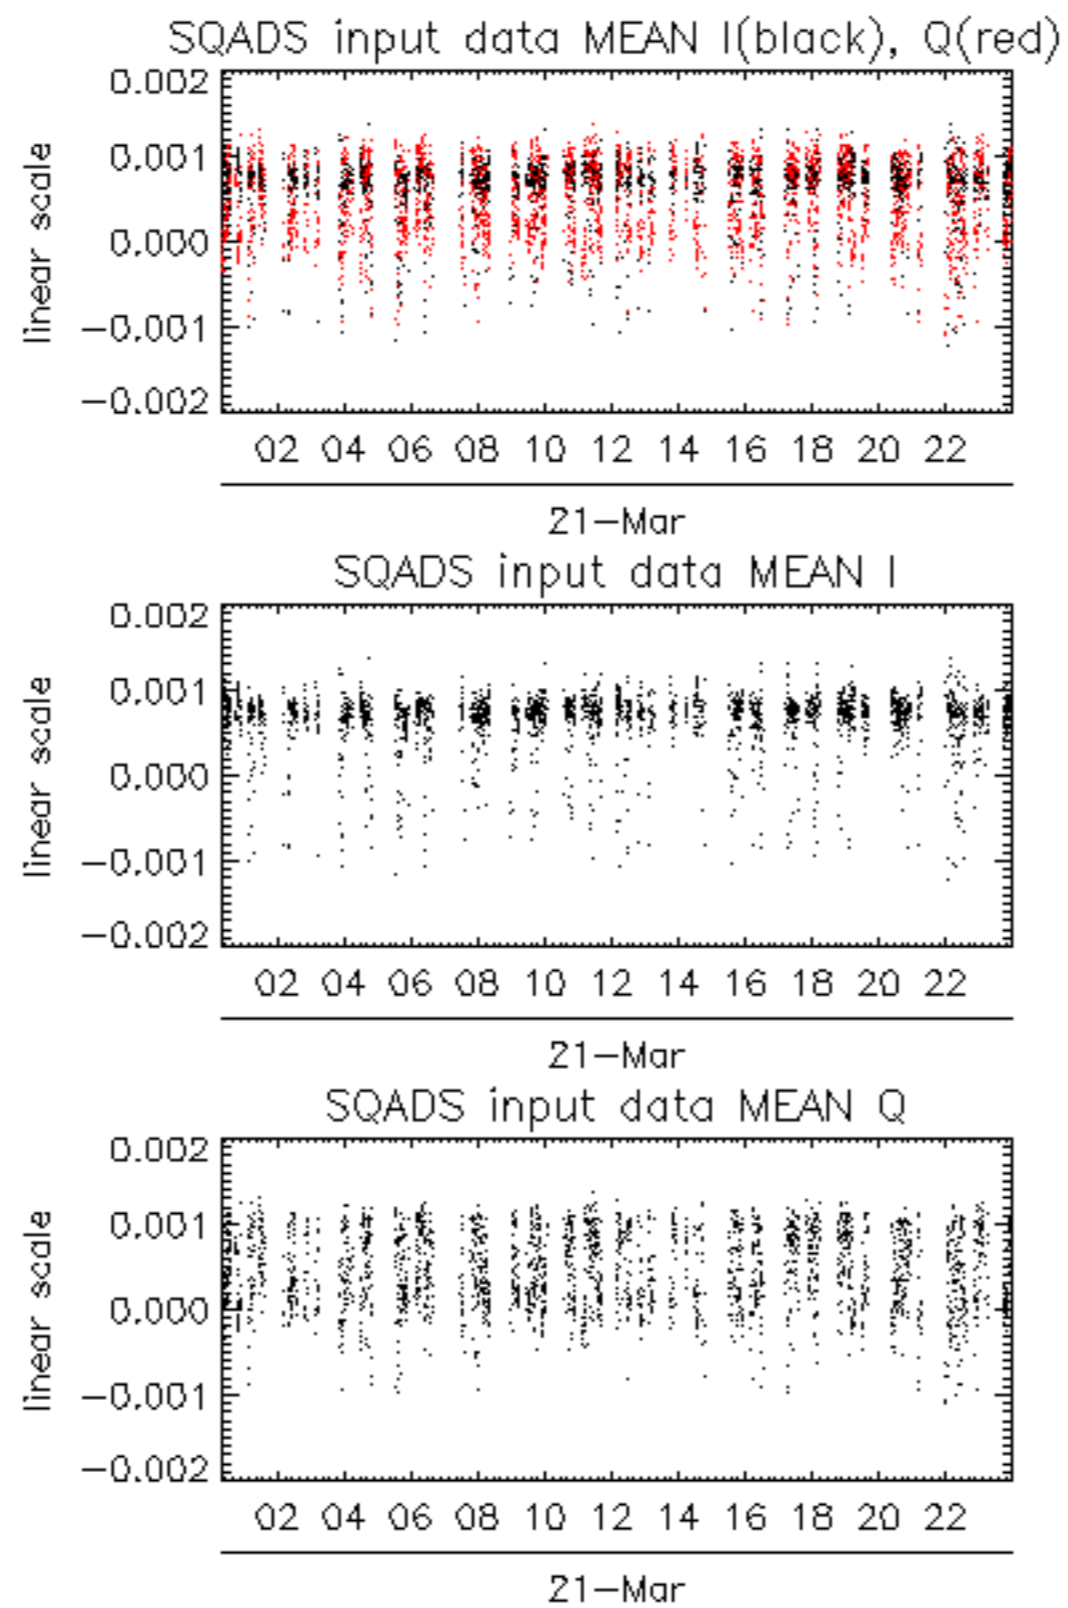 SQADS input data MEAN I(black), Q(red)
linear scale
0.002
0.001
0.000
−0.001
−0.002
02 04 06 08 10 12 14 16 18 20 22
21−Mar
SQADS input data MEAN I
linear scale
0.002
0.001
0.000
−0.001
−0.002
02 04 06 08 10 12 14 16 18 20 22
21−Mar
SQADS input data MEAN Q
linear scale
0.002
0.001
0.000
−0.001
−0.002
02 04 06 08 10 12 14 16 18 20 22
21−Mar